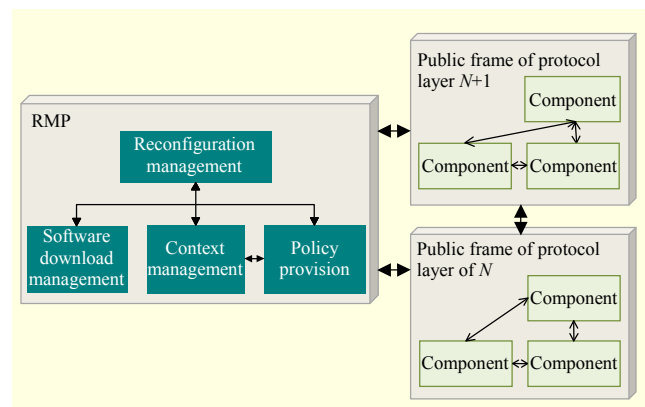 RMP
Reconfiguration
management
Software
download
management
Context
management
Policy
provision
Public frame of protocol
layer N+1
Component
Component
Component
Public frame of protocol
layer of N
Component
Component
Component